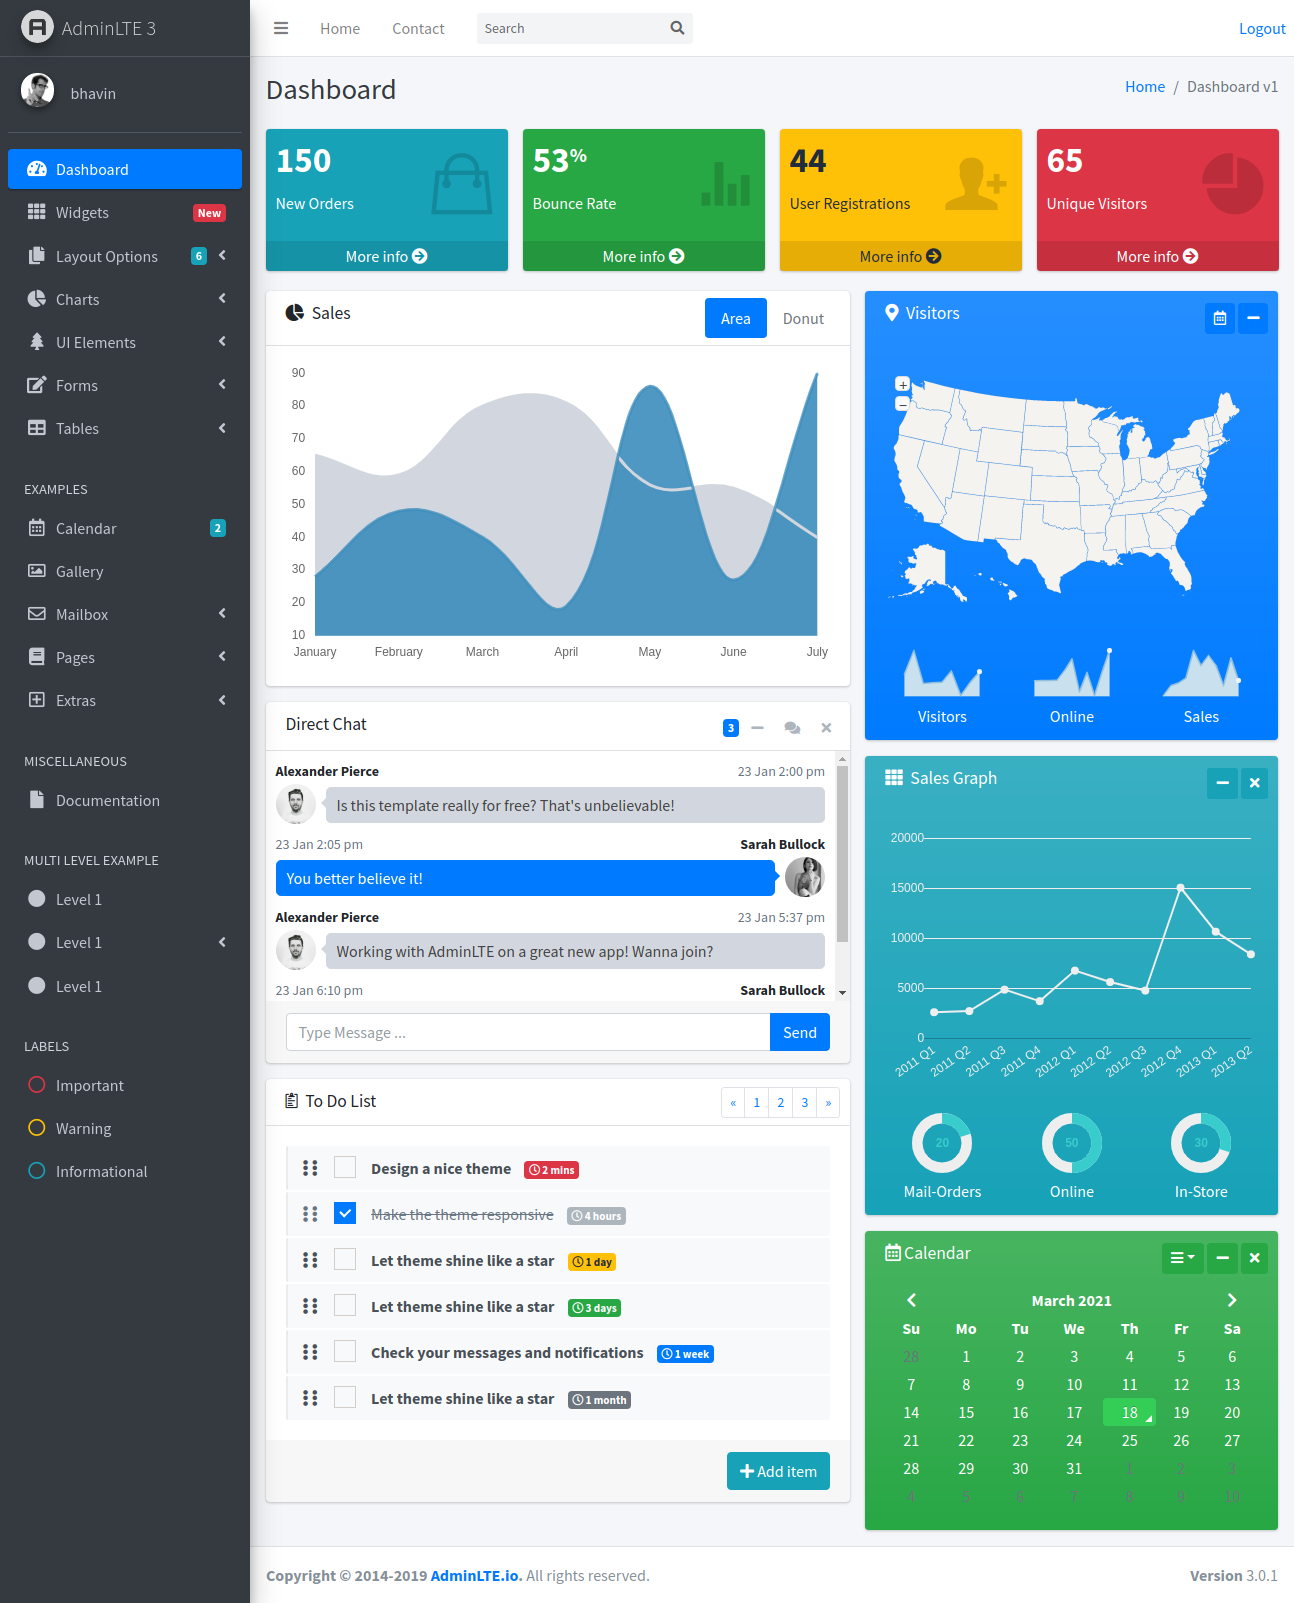 AdminLTE 3
bhavin
Dashboard
Widgets New
Layout Options 6
Charts
UI Elements
Forms
Tables
EXAMPLES
Calendar 2
Gallery
Mailbox
Pages
Extras
MISCELLANEOUS
Documentation
MULTI LEVEL EXAMPLE
Level 1
Level 1
Level 1
LABELS
Important
Warning
Informational
Home Contact Search Logout
Dashboard
Home / Dashboard v1
150
New Orders
More info
53%
Bounce Rate
More info
44
User Registrations
More info
65
Unique Visitors
More info
Sales
Area Donut
90
80
70
60
50
40
30
20
10
January February March April May June July
Direct Chat 3
Alexander Pierce 23 Jan 2:00 pm
Is this template really for free? That's unbelievable!
23 Jan 2:05 pm Sarah Bullock
You better believe it!
Alexander Pierce 23 Jan 5:37 pm
Working with AdminLTE on a great new app! Wanna join?
23 Jan 6:10 pm Sarah Bullock
Type Message ... Send
To Do List
« 1 2 3 »
Design a nice theme 2 mins
Make the theme responsive 4 hours
Let theme shine like a star 1 day
Let theme shine like a star 3 days
Check your messages and notifications 1 week
Let theme shine like a star 1 month
+ Add item
Visitors
+
−
Visitors Online Sales
Sales Graph
20000
15000
10000
5000
0
2011 Q1 2011 Q2 2011 Q3 2011 Q4 2012 Q1 2012 Q2 2012 Q3 2012 Q4 2013 Q1 2013 Q2
20 50 30
Mail-Orders Online In-Store
Calendar
March 2021
Su Mo Tu We Th Fr Sa
28 1 2 3 4 5 6
7 8 9 10 11 12 13
14 15 16 17 18 19 20
21 22 23 24 25 26 27
28 29 30 31 1 2 3
4 5 6 7 8 9 10
Copyright © 2014-2019 AdminLTE.io. All rights reserved.
Version 3.0.1